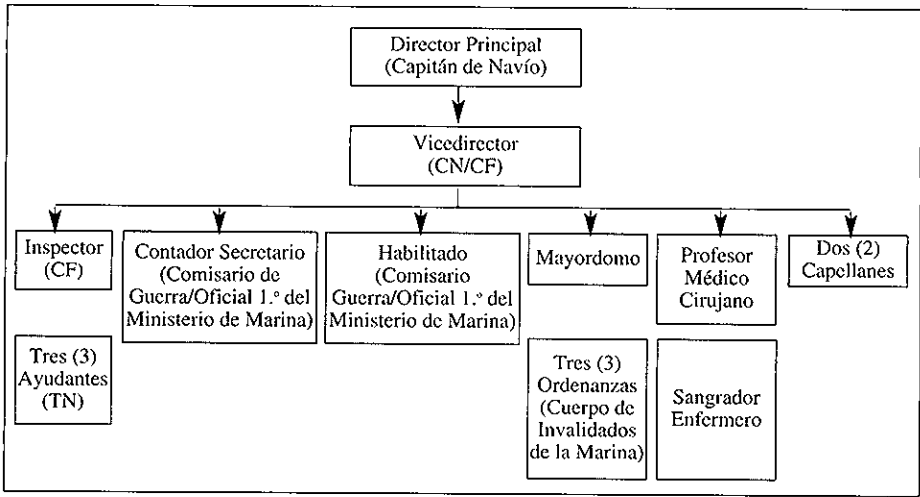 Director Principal
(Capitán de Navío)
Vicedirector
(CN/CF)
Inspector
(CF)
Contador Secretario
(Comisario de
Guerra/Oficial 1.º del
Ministerio de Marina)
Habilitado
(Comisario
Guerra/Oficial 1.º del
Ministerio de Marina)
Mayordomo
Profesor
Médico
Cirujano
Dos (2)
Capellanes
Tres (3)
Ayudantes
(TN)
Tres (3)
Ordenanzas
(Cuerpo de
Invalidados
de la Marina)
Sangrador
Enfermero